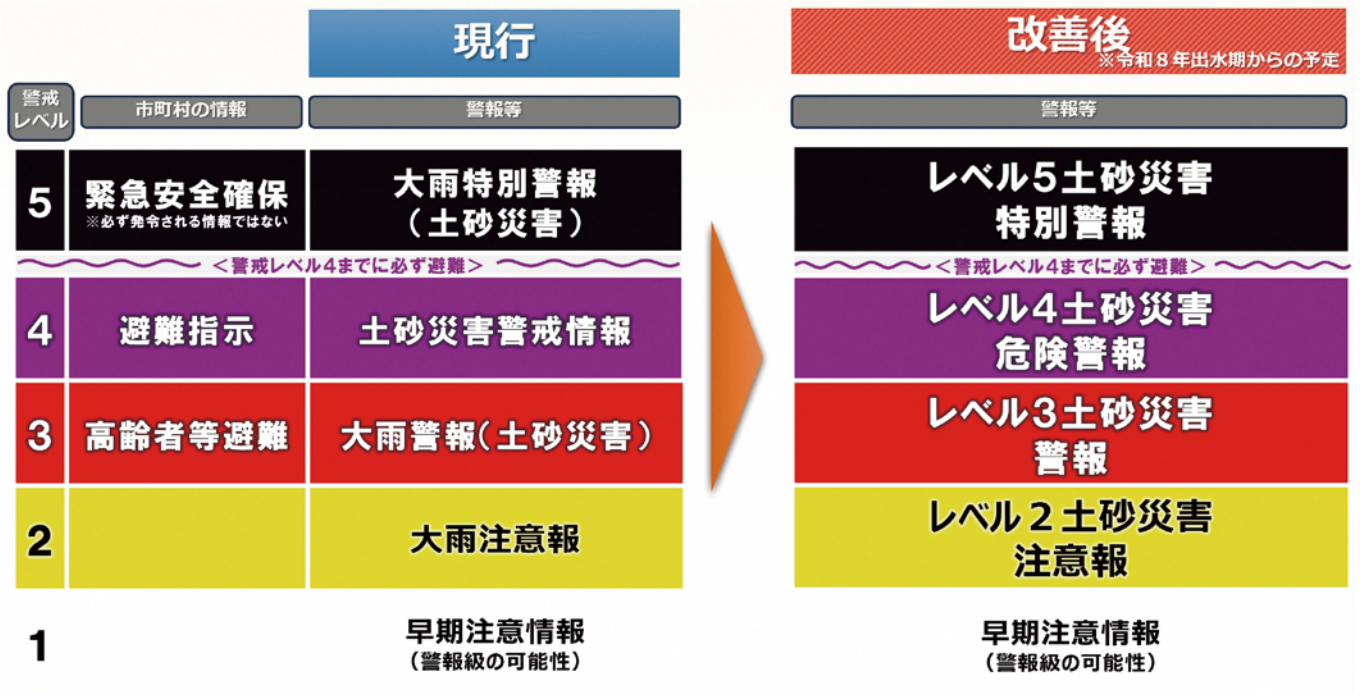 現行
改善後
※令和８年出水期からの予定
警戒
レベル
市町村の情報
警報等
警報等
5
緊急安全確保
※必ず発令される情報ではない
大雨特別警報
（土砂災害）
レベル5土砂災害
特別警報
＜警戒レベル4までに必ず避難＞
＜警戒レベル4までに必ず避難＞
4
避難指示
土砂災害警戒情報
レベル4土砂災害
危険警報
3
高齢者等避難
大雨警報（土砂災害）
レベル3土砂災害
警報
2
大雨注意報
レベル２土砂災害
注意報
1
早期注意情報
（警報級の可能性）
早期注意情報
（警報級の可能性）